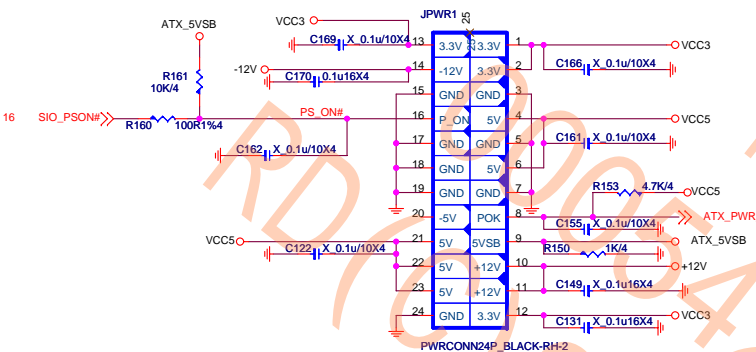 JPWR1
25
ATX_5VSB
VCC3
C169 X_0.1u/10X4
13 3.3V 3.3V 1 VCC3
-12V
14 -12V 3.3V 2
C166 X_0.1u/10X4
R161
10K/4
C170 0.1u16X4
15 GND GND 3
16 SIO_PSON# R160 100R1%4 PS_ON# 16 P_ON 5V 4 VCC5
17 GND GND 5
C161 X_0.1u/10X4
C162 X_0.1u/10X4
18 GND 5V 6
19 GND GND 7
R153 4.7K/4 VCC5
20 -5V POK 8 ATX_PWR
C155 X_0.1u/10X4
VCC5 21 5V 5VSB 9 ATX_5VSB
C122 X_0.1u/10X4
R150 1K/4
22 5V +12V 10 +12V
23 5V +12V 11
C149 X_0.1u16X4
24 GND 3.3V 12 VCC3
C131 X_0.1u16X4
PWRCONN24P_BLACK-RH-2